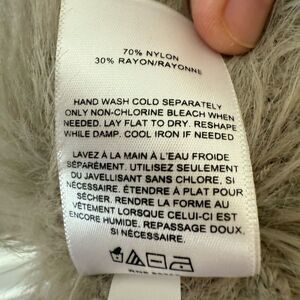 70% NYLON
30% RAYON/RAYONNE
HAND WASH COLD SEPARATELY
ONLY NON-CHLORINE BLEACH WHEN
NEEDED. LAY FLAT TO DRY. RESHAPE
WHILE DAMP. COOL IRON IF NEEDED
LAVEZ À LA MAIN À L'EAU FROIDE
SÉPARÉMENT. UTILISEZ SEULEMENT
DU JAVELLISANT SANS CHLORE, SI
NÉCESSAIRE. ÉTENDRE À PLAT POUR
SÉCHER. RENDRE LA FORME AU
VÊTEMENT LORSQUE CELUI-CI EST
ENCORE HUMIDE. REPASSAGE DOUX,
SI NÉCESSAIRE.